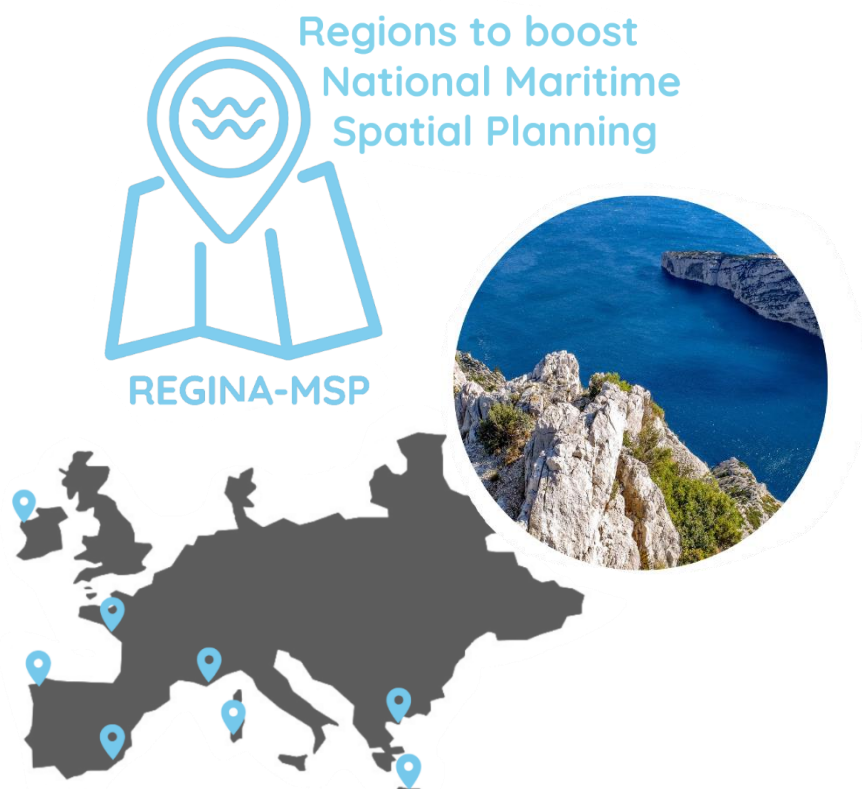 Regions to boost
National Maritime
Spatial Planning
REGINA-MSP